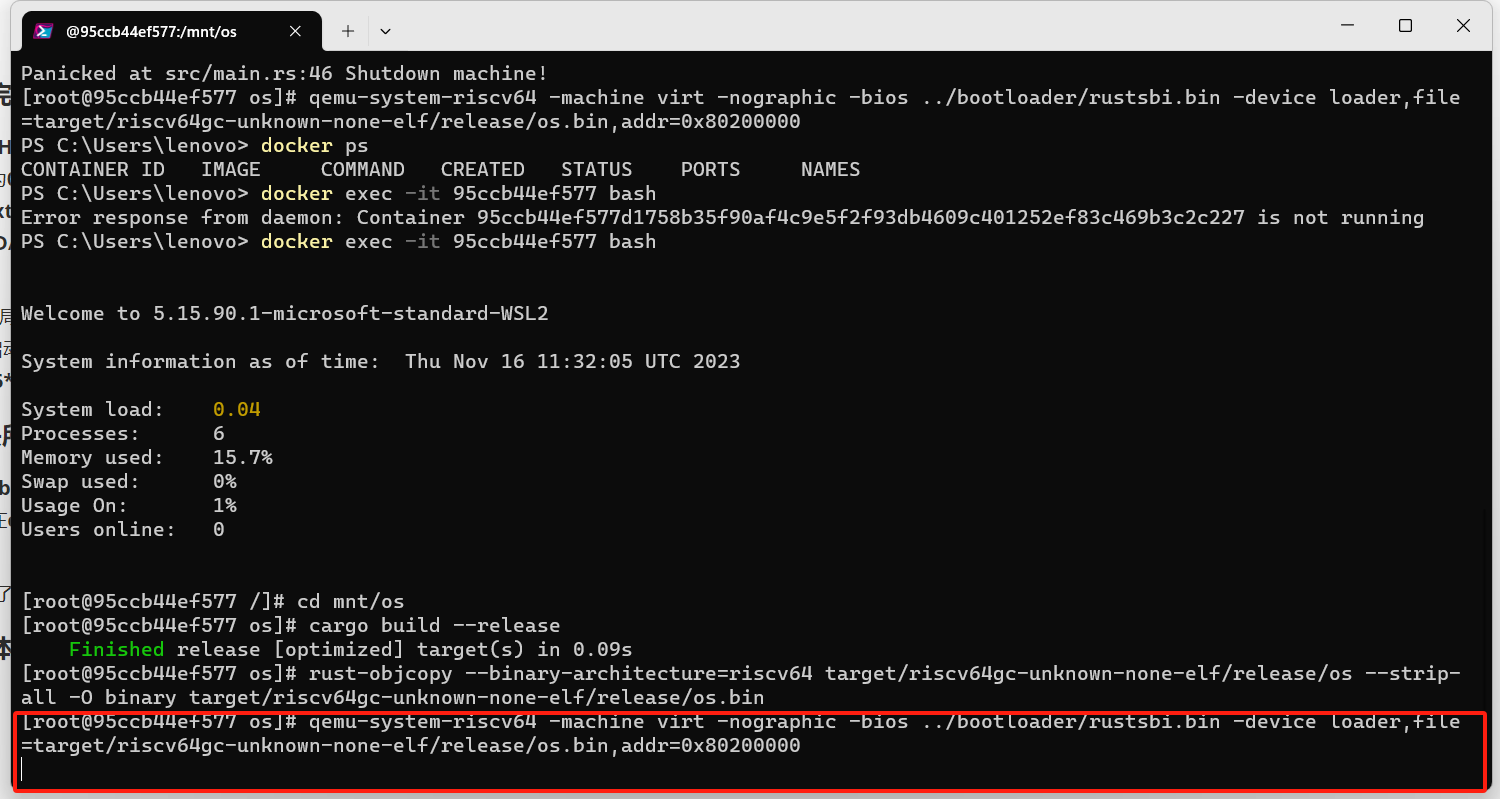 @95ccb44ef577:/mnt/os
Panicked at src/main.rs:46 Shutdown machine!
[root@95ccb44ef577 os]# qemu-system-riscv64 -machine virt -nographic -bios ../bootloader/rustsbi.bin -device loader,file
=target/riscv64gc-unknown-none-elf/release/os.bin,addr=0x80200000
PS C:\Users\lenovo> docker ps
CONTAINER ID   IMAGE     COMMAND   CREATED   STATUS    PORTS     NAMES
PS C:\Users\lenovo> docker exec -it 95ccb44ef577 bash
Error response from daemon: Container 95ccb44ef577d1758b35f90af4c9e5f2f93db4609c401252ef83c469b3c2c227 is not running
PS C:\Users\lenovo> docker exec -it 95ccb44ef577 bash
Welcome to 5.15.90.1-microsoft-standard-WSL2
System information as of time:  Thu Nov 16 11:32:05 UTC 2023
System load:    0.04
Processes:      6
Memory used:    15.7%
Swap used:      0%
Usage On:       1%
Users online:   0
[root@95ccb44ef577 /]# cd mnt/os
[root@95ccb44ef577 os]# cargo build --release
    Finished release [optimized] target(s) in 0.09s
[root@95ccb44ef577 os]# rust-objcopy --binary-architecture=riscv64 target/riscv64gc-unknown-none-elf/release/os --strip-
all -O binary target/riscv64gc-unknown-none-elf/release/os.bin
[root@95ccb44ef577 os]# qemu-system-riscv64 -machine virt -nographic -bios ../bootloader/rustsbi.bin -device loader,file
=target/riscv64gc-unknown-none-elf/release/os.bin,addr=0x80200000